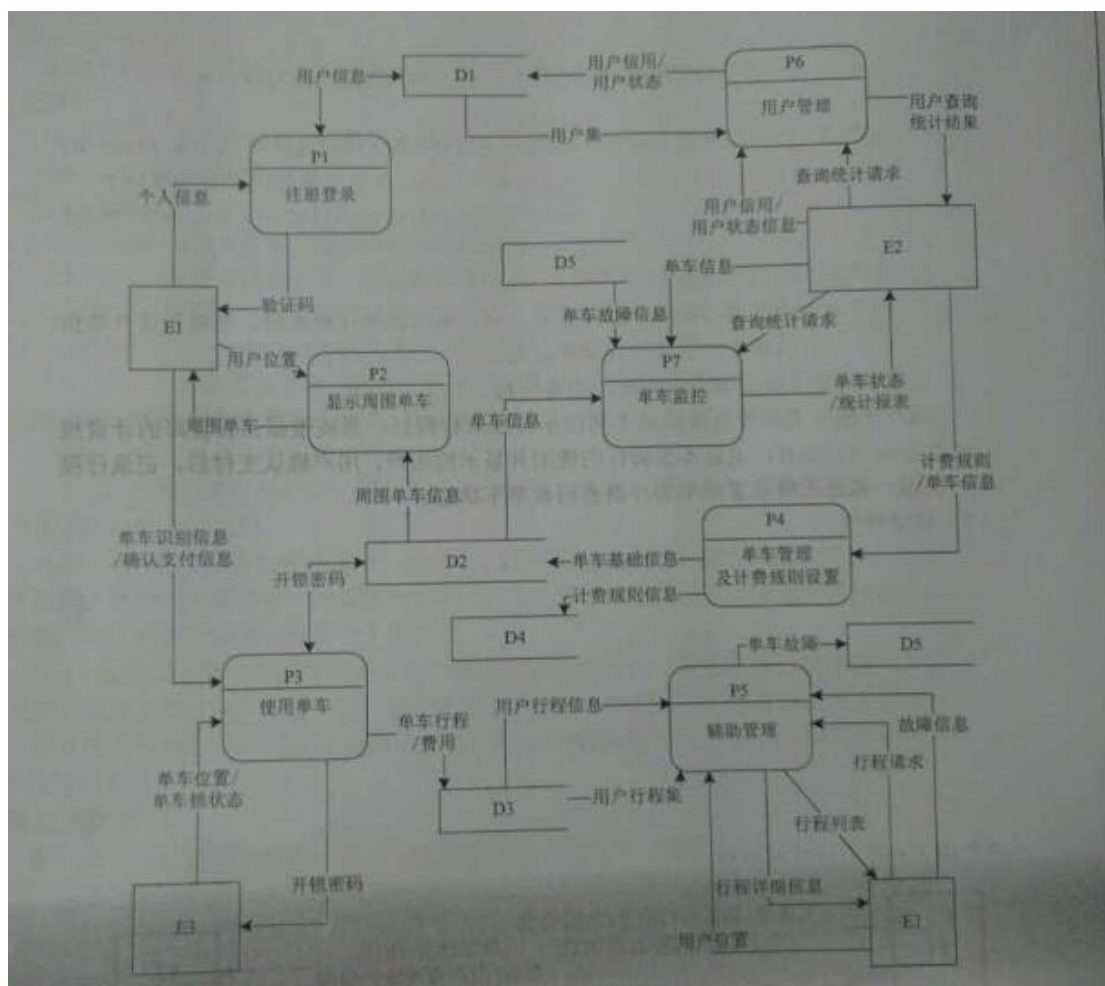 用户信息
D1
用户信用/
用户状态
P6
用户管理
用户查询
统计结果
用户集
P1
注册登录
个人信息
查询统计请求
用户信用/
用户状态信息
E2
D5
单车信息
验证码
E1
单车故障信息
查询统计请求
用户位置
P2
显示周围单车
P7
单车监控
单车状态
/统计报表
周围单车
单车信息
计费规则
/单车信息
周围单车信息
单车识别信息
/确认支付信息
P4
单车管理
及计费规则设置
D2
单车基础信息
开锁密码
计费规则信息
D4
单车故障
D5
P3
使用单车
P5
辅助管理
用户行程信息
单车行程
/费用
故障信息
行程请求
单车位置/
单车锁状态
D3
用户行程集
行程列表
开锁密码
行程详细信息
E3
E1
用户位置